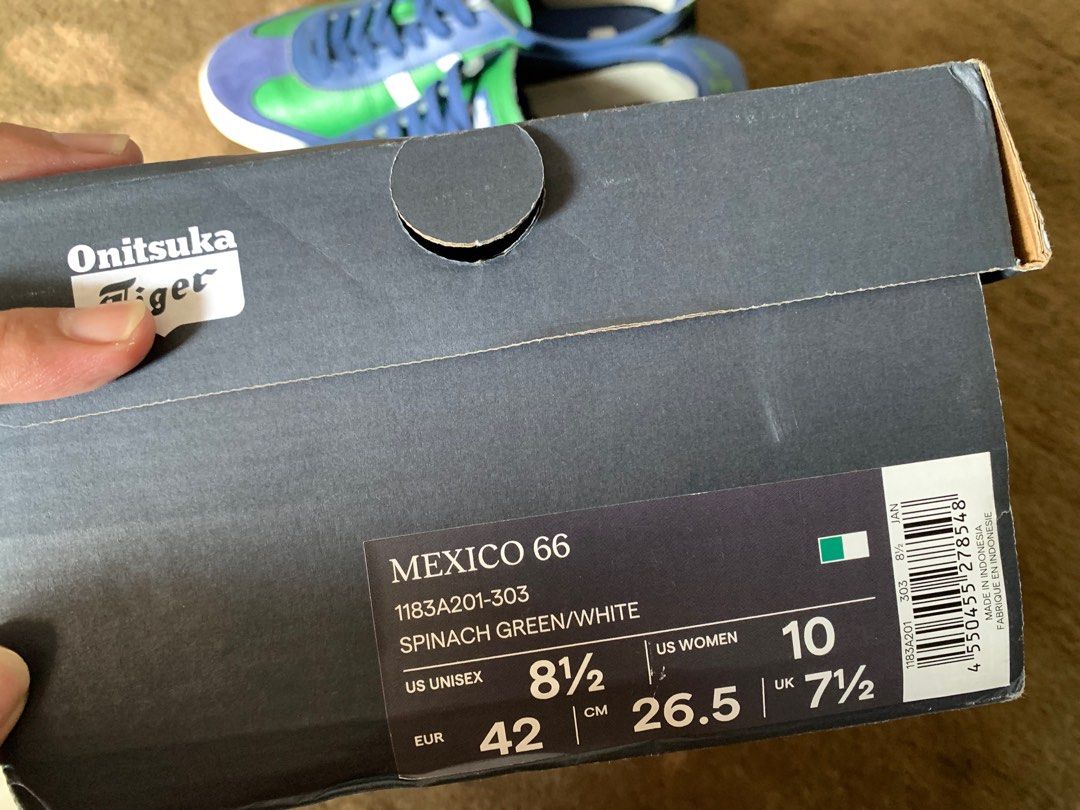 Onitsuka
Tiger
MEXICO 66
1183A201-303
SPINACH GREEN/WHITE
US UNISEX 8½
US WOMEN 10
EUR 42
CM 26.5
UK 7½
1183A201 303 8½ JAN
4 550455 278548
MADE IN INDONESIA
FABRIQUE EN INDONESIE